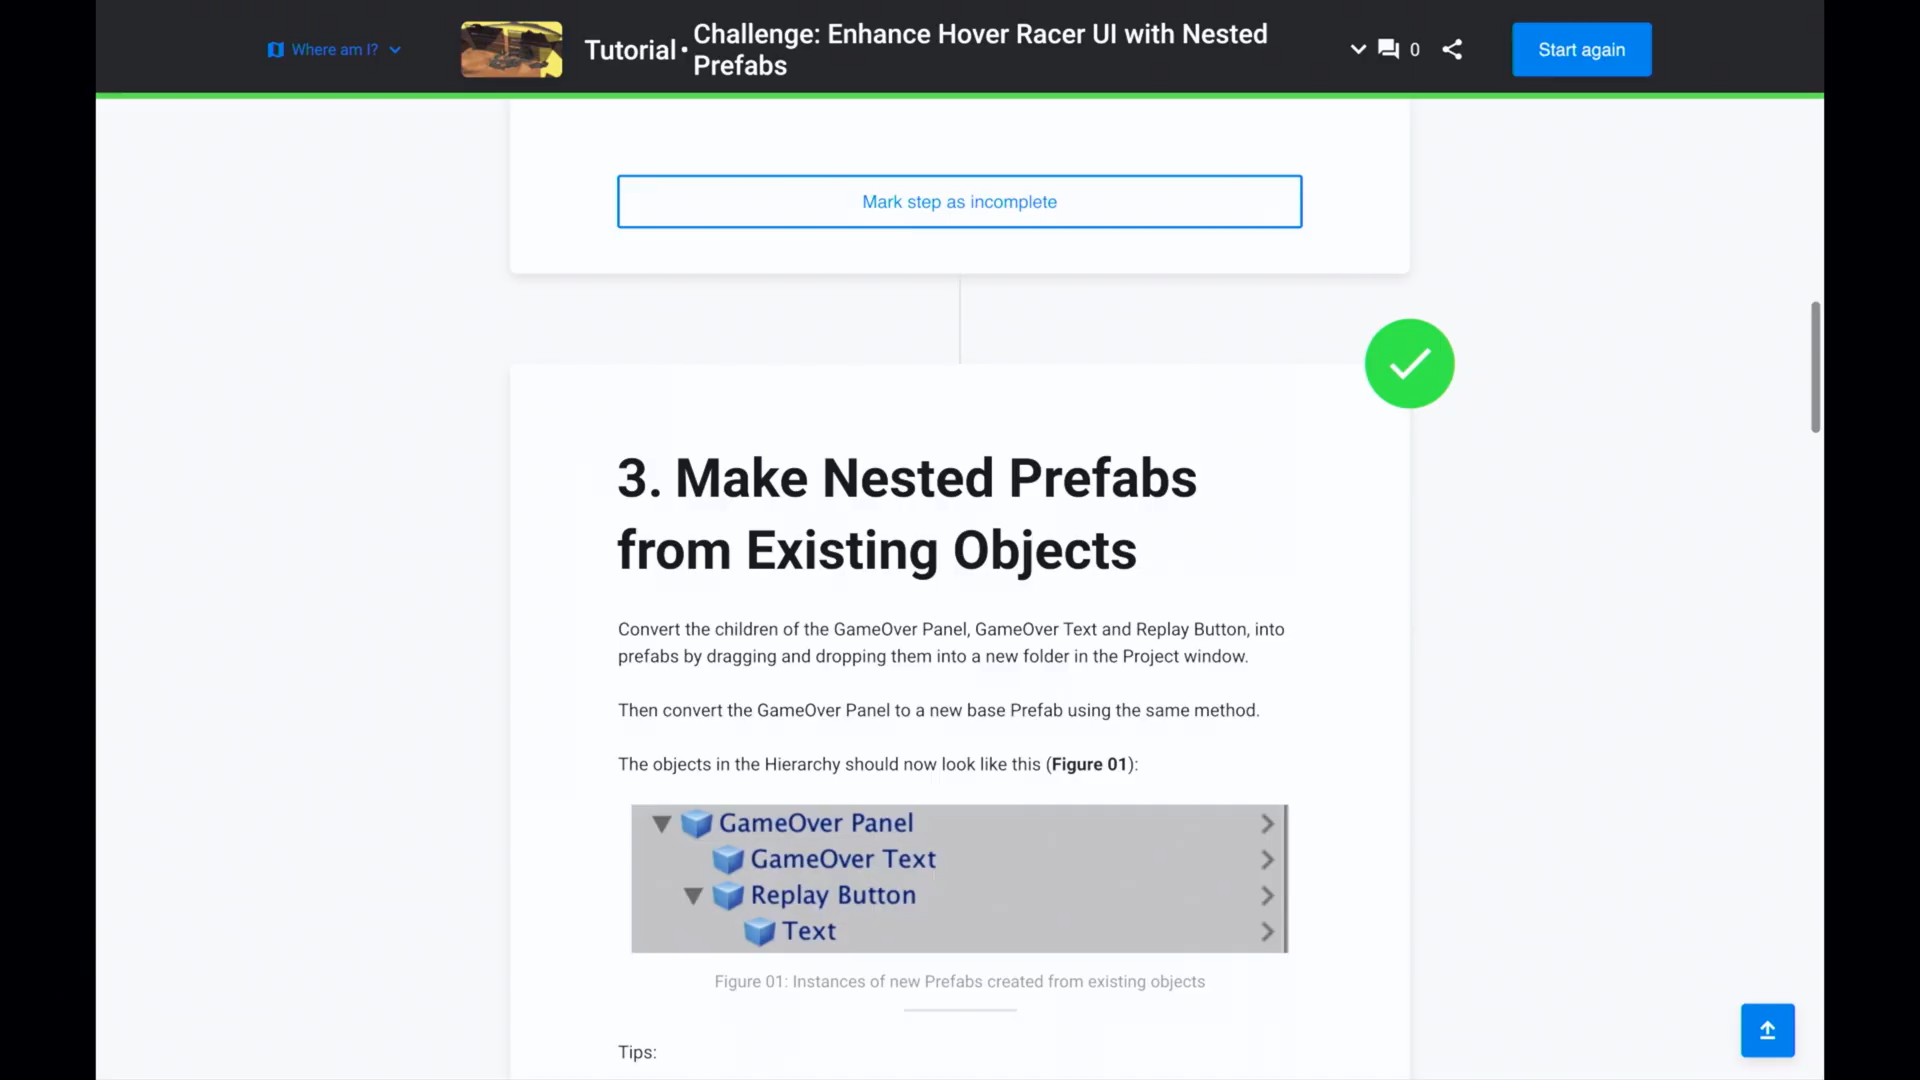 Where am I?
Tutorial • Challenge: Enhance Hover Racer UI with Nested
Prefabs
0
Start again
Mark step as incomplete
3. Make Nested Prefabs
from Existing Objects
Convert the children of the GameOver Panel, GameOver Text and Replay Button, into
prefabs by dragging and dropping them into a new folder in the Project window.
Then convert the GameOver Panel to a new base Prefab using the same method.
The objects in the Hierarchy should now look like this (Figure 01):
GameOver Panel
GameOver Text
Replay Button
Text
Figure 01: Instances of new Prefabs created from existing objects
Tips: